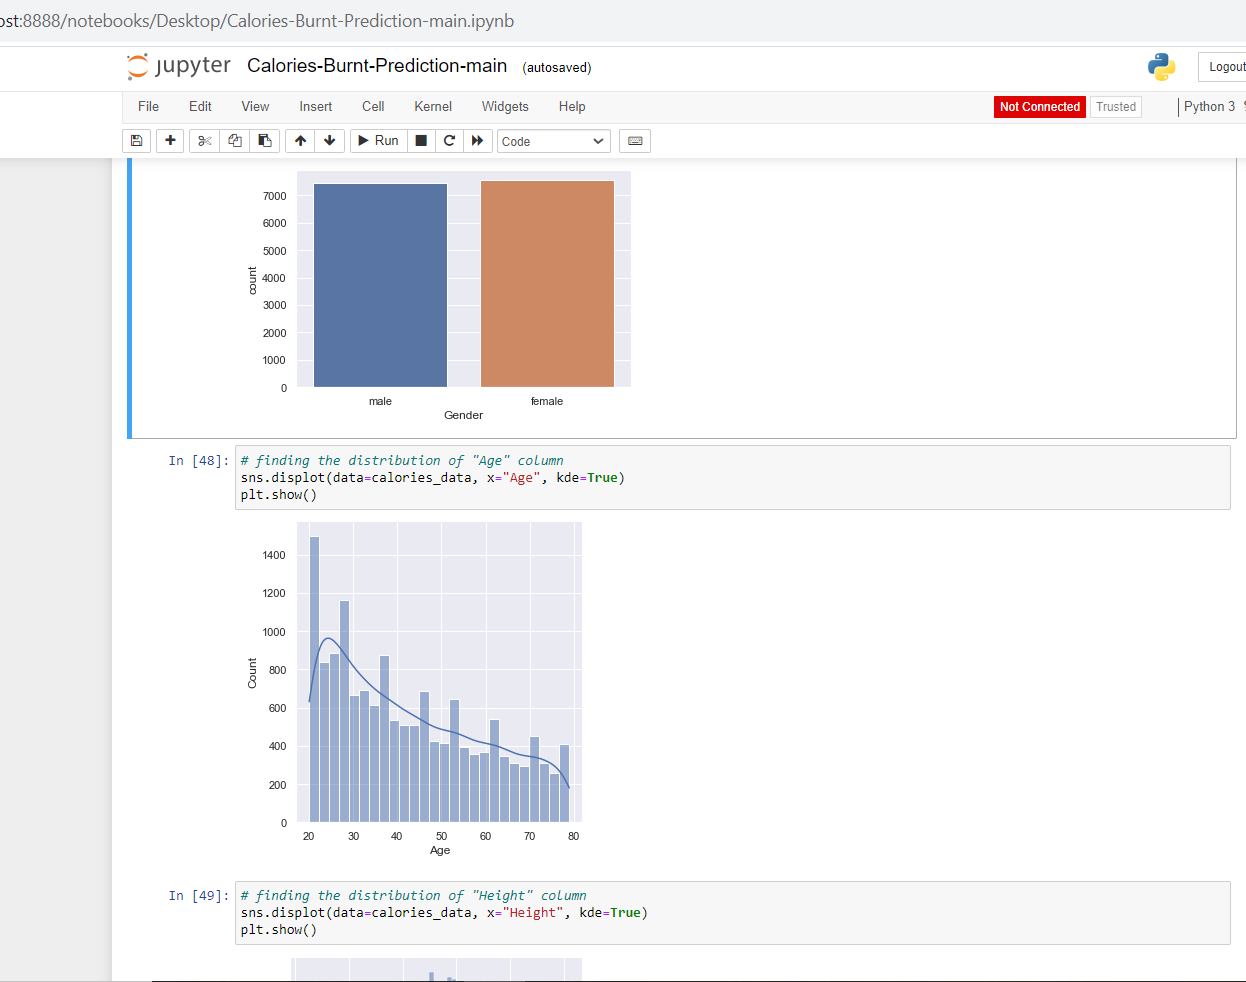 ost:8888/notebooks/Desktop/Calories-Burnt-Prediction-main.ipynb
jupyter Calories-Burnt-Prediction-main (autosaved) Logout
File Edit View Insert Cell Kernel Widgets Help Not Connected Trusted Python 3
Run Code
7000
6000
5000
4000
3000
2000
1000
0
count
male female
Gender
In [48]: # finding the distribution of "Age" column
sns.displot(data=calories_data, x="Age", kde=True)
plt.show()
1400
1200
1000
800
600
400
200
0
Count
20 30 40 50 60 70 80
Age
In [49]: # finding the distribution of "Height" column
sns.displot(data=calories_data, x="Height", kde=True)
plt.show()